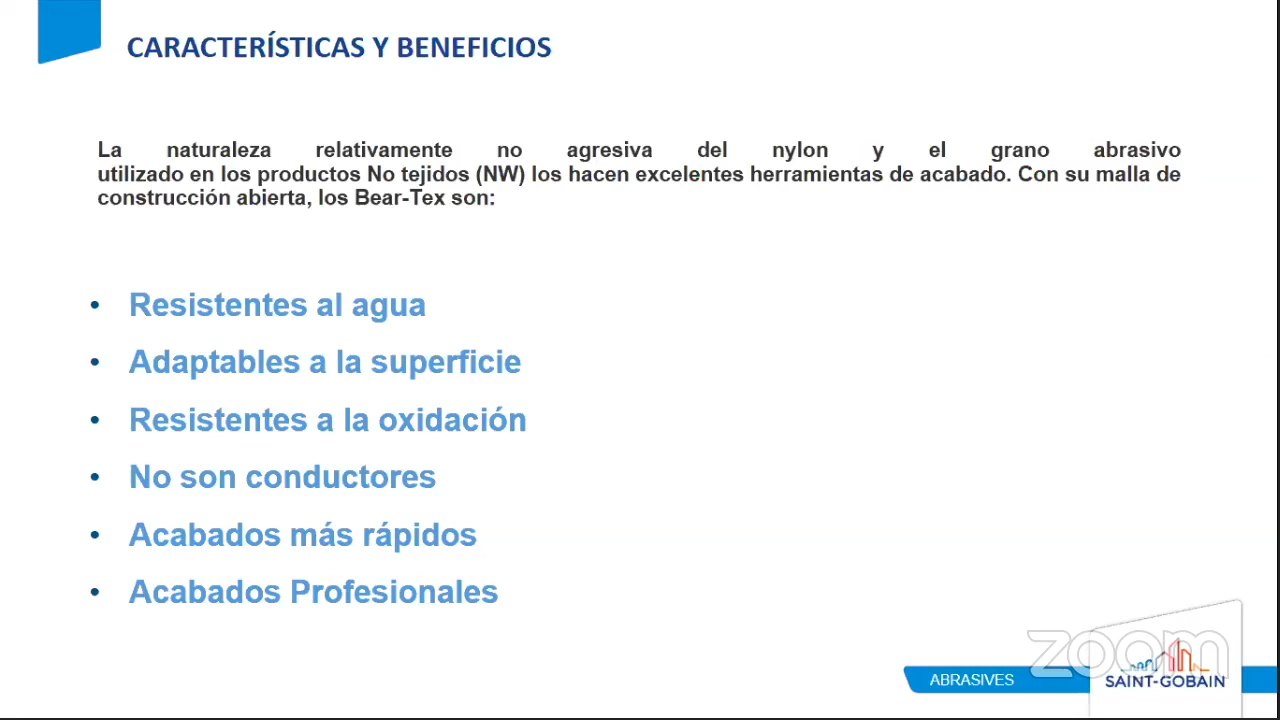 CARACTERÍSTICAS Y BENEFICIOS
La naturaleza relativamente no agresiva del nylon y el grano abrasivo
utilizado en los productos No tejidos (NW) los hacen excelentes herramientas de acabado. Con su malla de
construcción abierta, los Bear-Tex son:
• Resistentes al agua
• Adaptables a la superficie
• Resistentes a la oxidación
• No son conductores
• Acabados más rápidos
• Acabados Profesionales
zoom
ABRASIVES
SAINT-GOBAIN